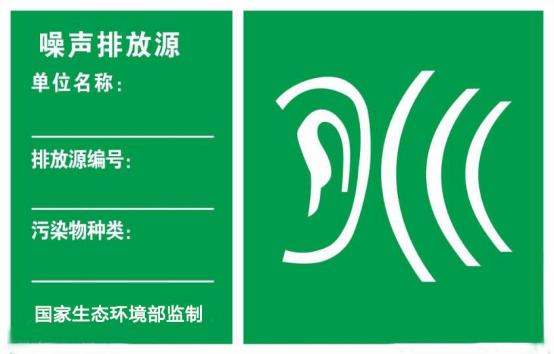 噪声排放源
单位名称：
排放源编号：
污染物种类：
国家生态环境部监制